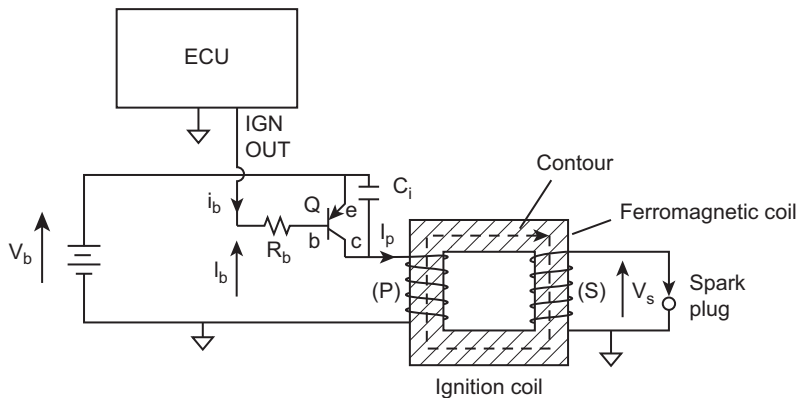 ECU
IGN
OUT
Contour
C_i
Q
e
Ferromagnetic coil
i_b
I_p
V_b
b
c
R_b
I_b
(P)
(S)
V_s
Spark
plug
Ignition coil